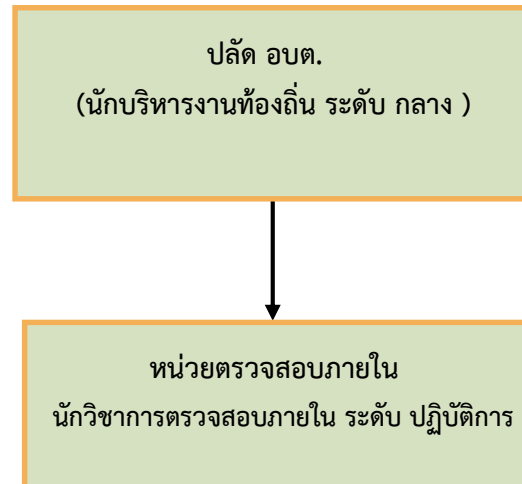 ปลัด อบต.
(นักบริหารงานท้องถิ่น ระดับ กลาง )
หน่วยตรวจสอบภายใน
นักวิชาการตรวจสอบภายใน ระดับ ปฏิบัติการ